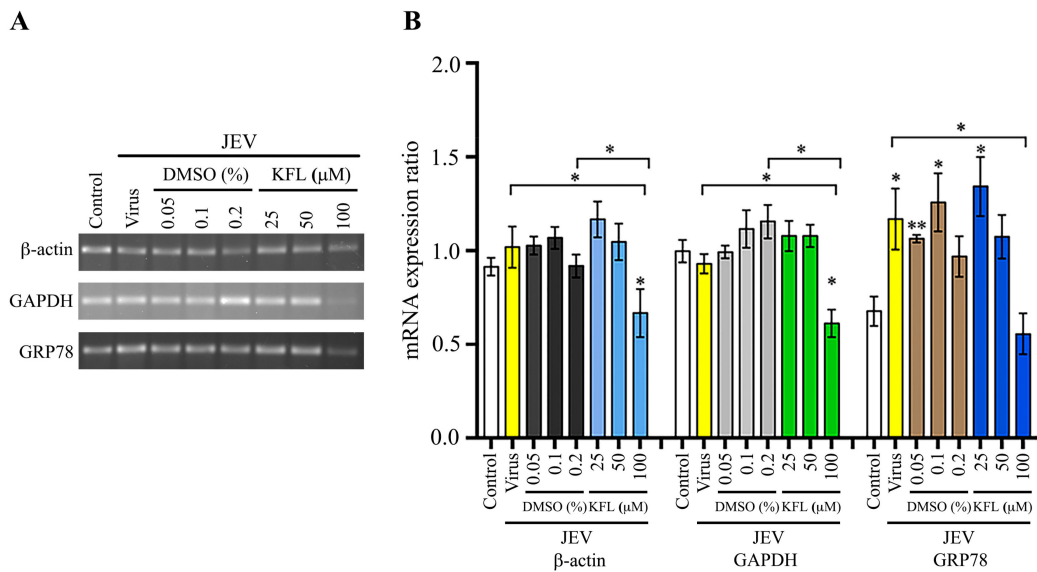 A
JEV
DMSO (%) KFL (μM)
Control Virus 0.05 0.1 0.2 25 50 100
β-actin
GAPDH
GRP78
B
mRNA expression ratio
2.0
1.5
1.0
0.5
0.0
* * * * * * * ** * * * *
Control Virus 0.05 0.1 0.2 25 50 100 Control Virus 0.05 0.1 0.2 25 50 100 Control Virus 0.05 0.1 0.2 25 50 100
DMSO (%) KFL (μM) DMSO (%) KFL (μM) DMSO (%) KFL (μM)
JEV JEV JEV
β-actin GAPDH GRP78